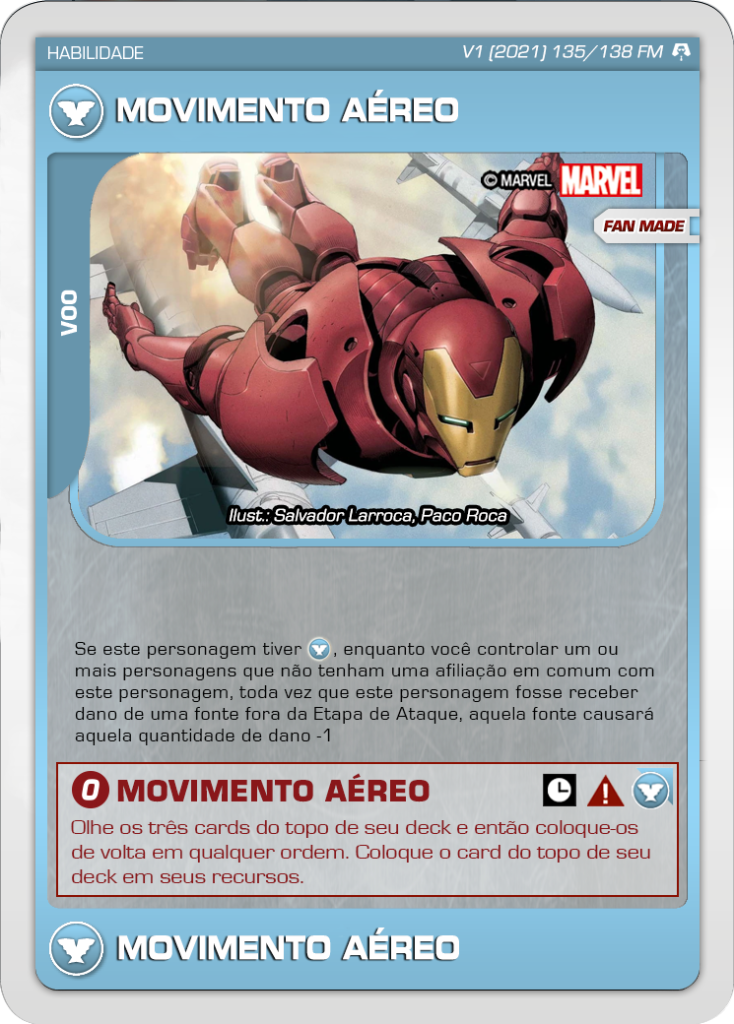 HABILIDADE
V1 (2021) 135/138 FM
MOVIMENTO AÉREO
© MARVEL MARVEL
FAN MADE
VOO
Ilust.: Salvador Larroca, Paco Roca
Se este personagem tiver , enquanto você controlar um ou
mais personagens que não tenham uma afiliação em comum com
este personagem, toda vez que este personagem fosse receber
dano de uma fonte fora da Etapa de Ataque, aquela fonte causará
aquela quantidade de dano -1
0 MOVIMENTO AÉREO
Olhe os três cards do topo de seu deck e então coloque-os
de volta em qualquer ordem. Coloque o card do topo de seu
deck em seus recursos.
MOVIMENTO AÉREO